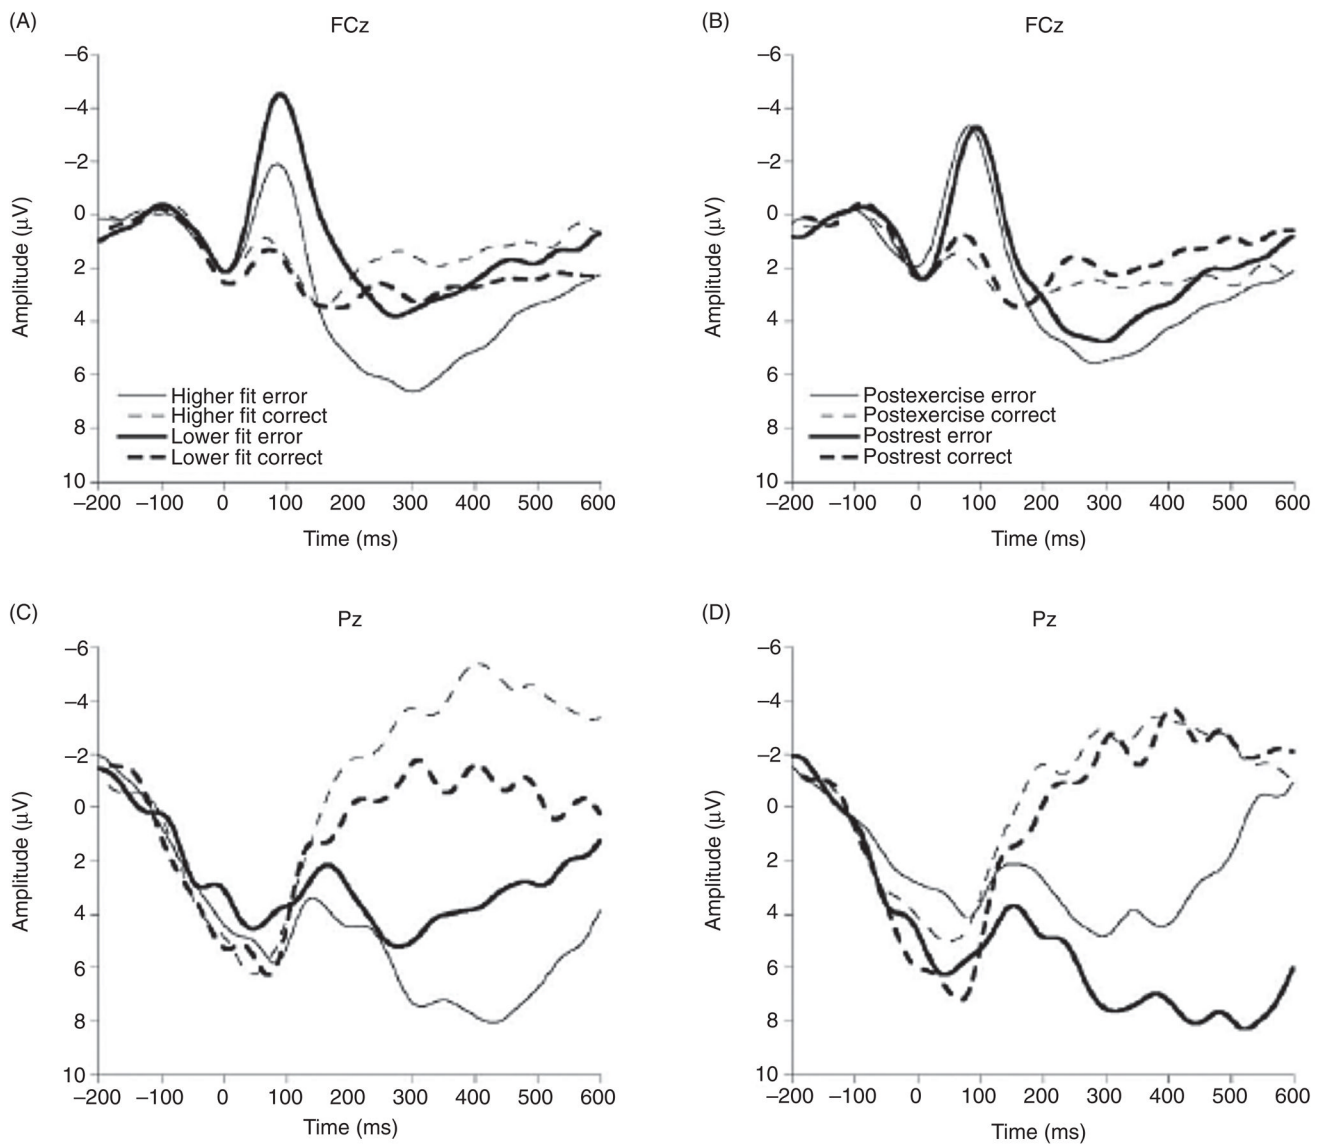 (A)
FCz
–6
–4
–2
0
2
4
6
8
10
Amplitude (μV)
Higher fit error
Higher fit correct
Lower fit error
Lower fit correct
–200 –100 0 100 200 300 400 500 600
Time (ms)
(B)
FCz
–6
–4
–2
0
2
4
6
8
10
Amplitude (μV)
Postexercise error
Postexercise correct
Postrest error
Postrest correct
–200 –100 0 100 200 300 400 500 600
Time (ms)
(C)
Pz
–6
–4
–2
0
2
4
6
8
10
Amplitude (μV)
–200 –100 0 100 200 300 400 500 600
Time (ms)
(D)
Pz
–6
–4
–2
0
2
4
6
8
10
Amplitude (μV)
–200 –100 0 100 200 300 400 500 600
Time (ms)